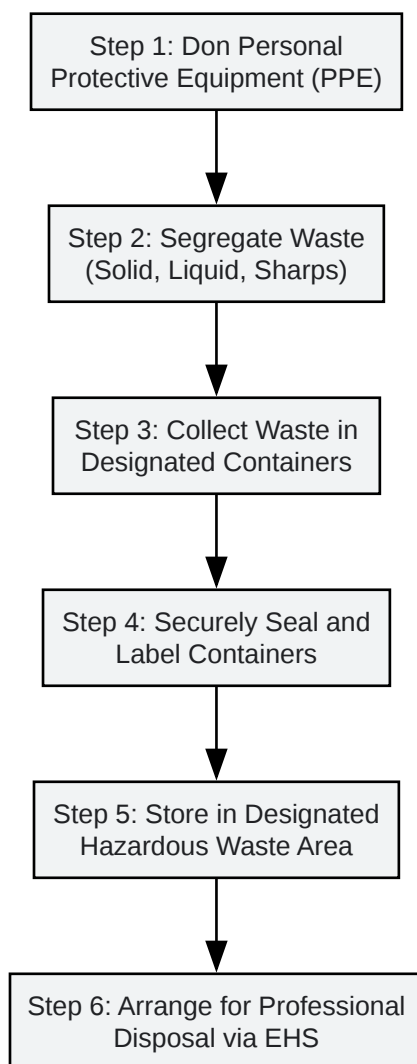 Step 1: Don Personal
Protective Equipment (PPE)
Step 2: Segregate Waste
(Solid, Liquid, Sharps)
Step 3: Collect Waste in
Designated Containers
Step 4: Securely Seal and
Label Containers
Step 5: Store in Designated
Hazardous Waste Area
Step 6: Arrange for Professional
Disposal via EHS